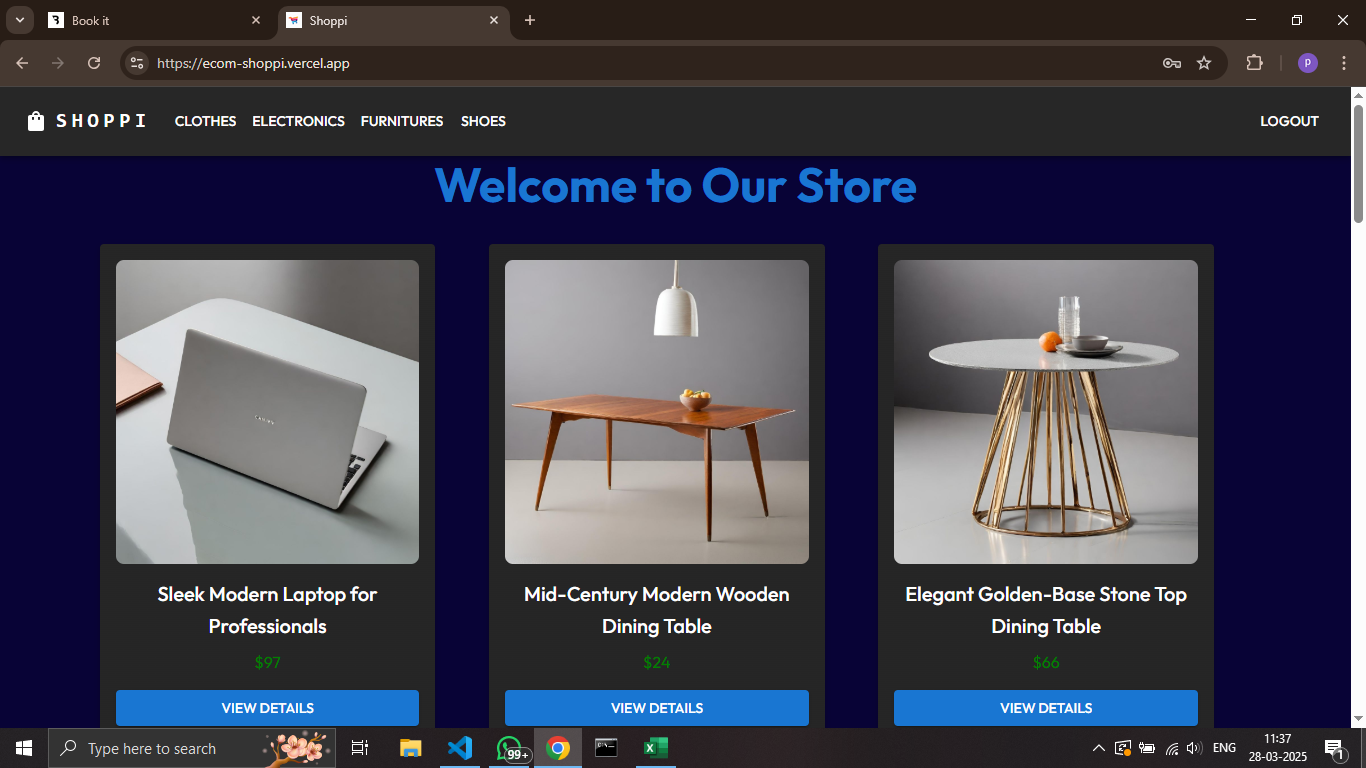 Book it
Shoppi
https://ecom-shoppi.vercel.app
P
SHOPPI
CLOTHES
ELECTRONICS
FURNITURES
SHOES
LOGOUT
Welcome to Our Store
Sleek Modern Laptop for
Professionals
$97
VIEW DETAILS
Mid-Century Modern Wooden
Dining Table
$24
VIEW DETAILS
Elegant Golden-Base Stone Top
Dining Table
$66
VIEW DETAILS
Type here to search
99+
ENG
11:37
28-03-2025
1